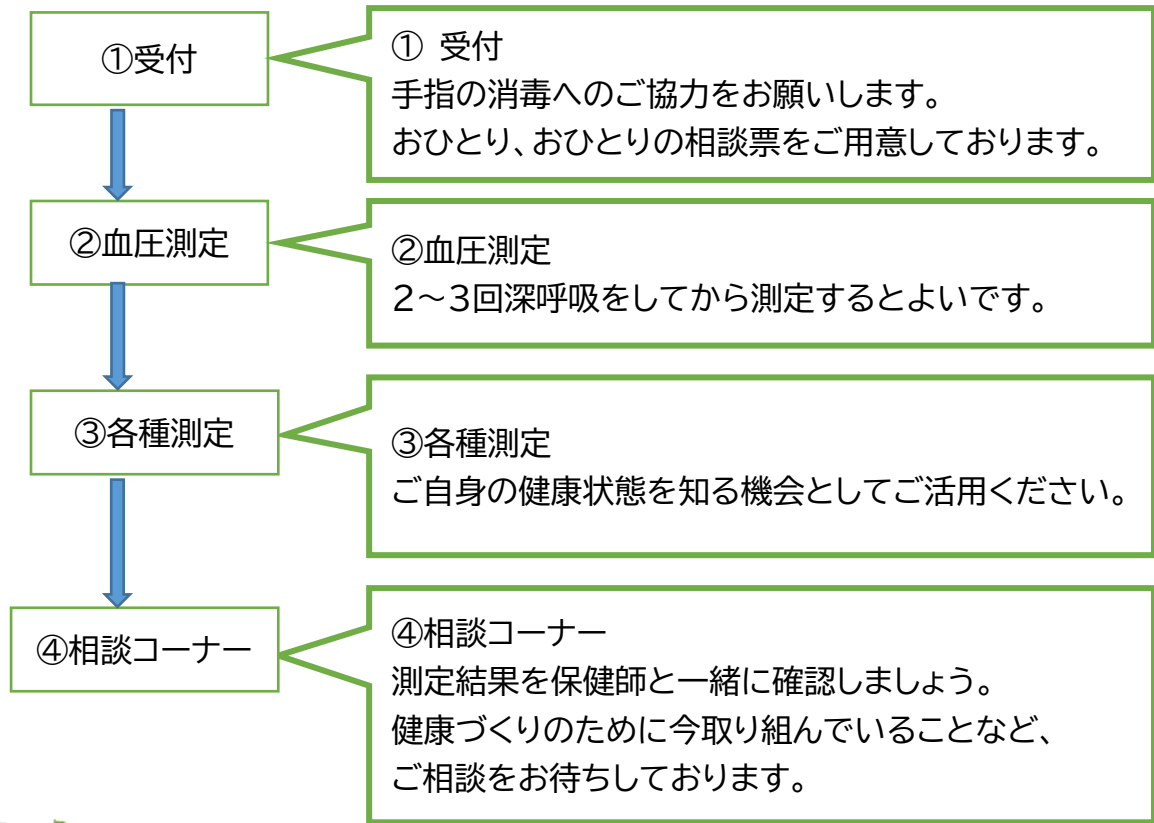 ①受付
① 受付
手指の消毒へのご協力をお願いします。
おひとり、おひとりの相談票をご用意しております。
②血圧測定
②血圧測定
2～3回深呼吸をしてから測定するとよいです。
③各種測定
③各種測定
ご自身の健康状態を知る機会としてご活用ください。
④相談コーナー
④相談コーナー
測定結果を保健師と一緒に確認しましょう。
健康づくりのために今取り組んでいることなど、
ご相談をお待ちしております。